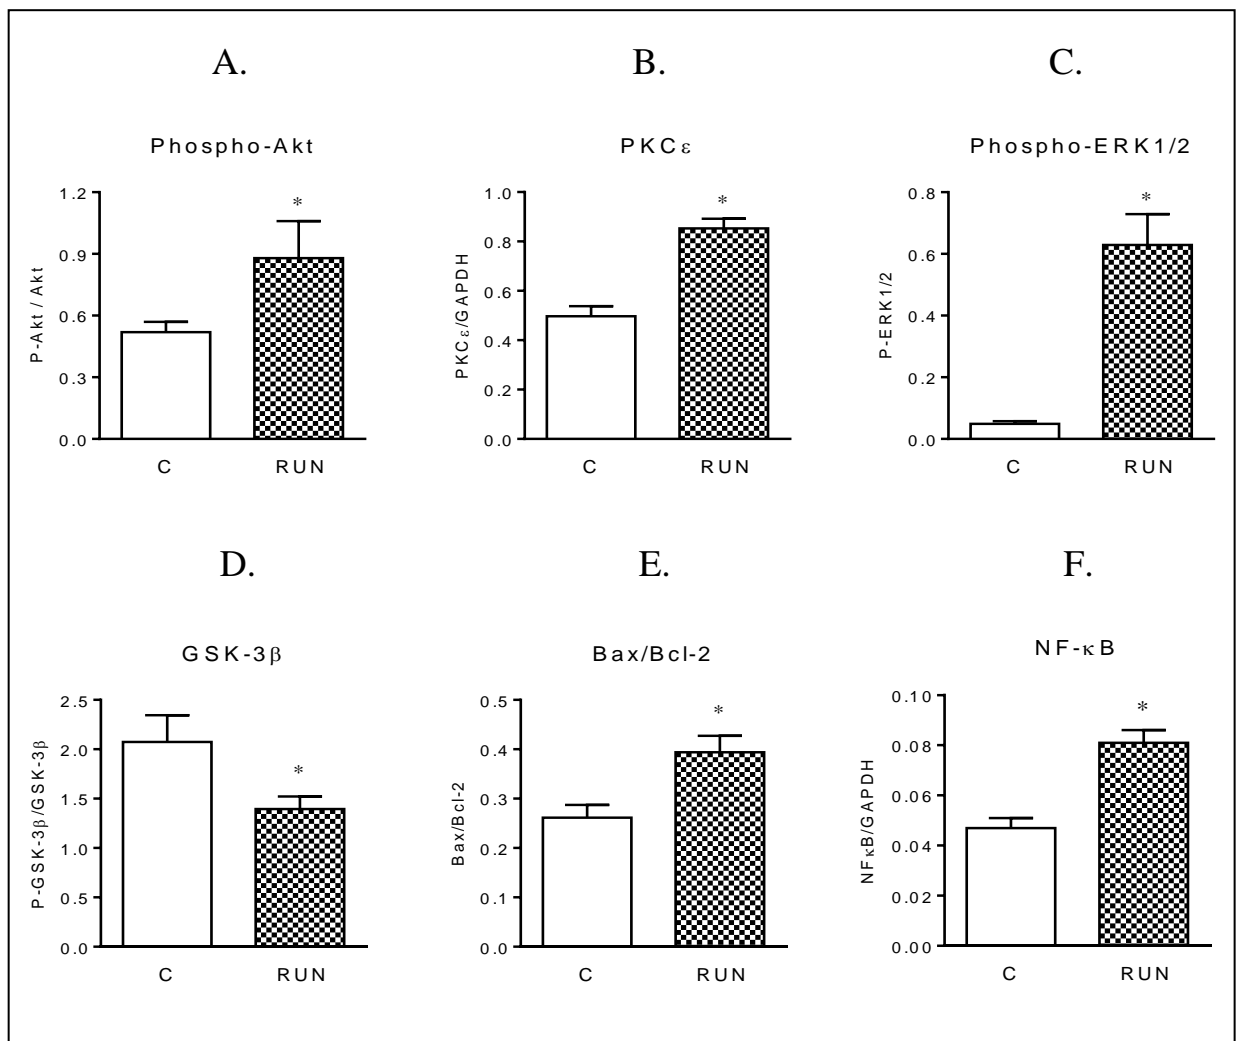 A.
Phospho-Akt
P-Akt / Akt
1.2
0.9
0.6
0.3
0.0
*
C RUN
B.
PKCε
PKCε/GAPDH
1.0
0.8
0.6
0.4
0.2
0.0
*
C RUN
C.
Phospho-ERK1/2
P-ERK1/2
0.8
0.6
0.4
0.2
0.0
*
C RUN
D.
GSK-3β
P-GSK-3β/GSK-3β
2.5
2.0
1.5
1.0
0.5
0.0
*
C RUN
E.
Bax/Bcl-2
Bax/Bcl-2
0.5
0.4
0.3
0.2
0.1
0.0
*
C RUN
F.
NF-κB
NFκB/GAPDH
0.10
0.08
0.06
0.04
0.02
0.00
*
C RUN